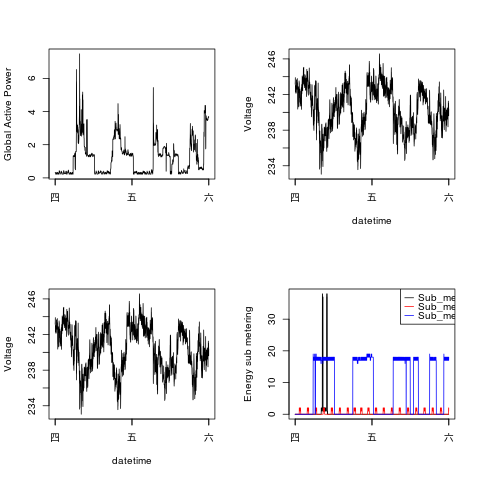 Global Active Power
6
4
2
0
四 五 六
Voltage
246
242
238
234
四 五 六
datetime
Voltage
246
242
238
234
四 五 六
datetime
Energy sub metering
30
20
10
0
四 五 六
Sub_me
Sub_me
Sub_me